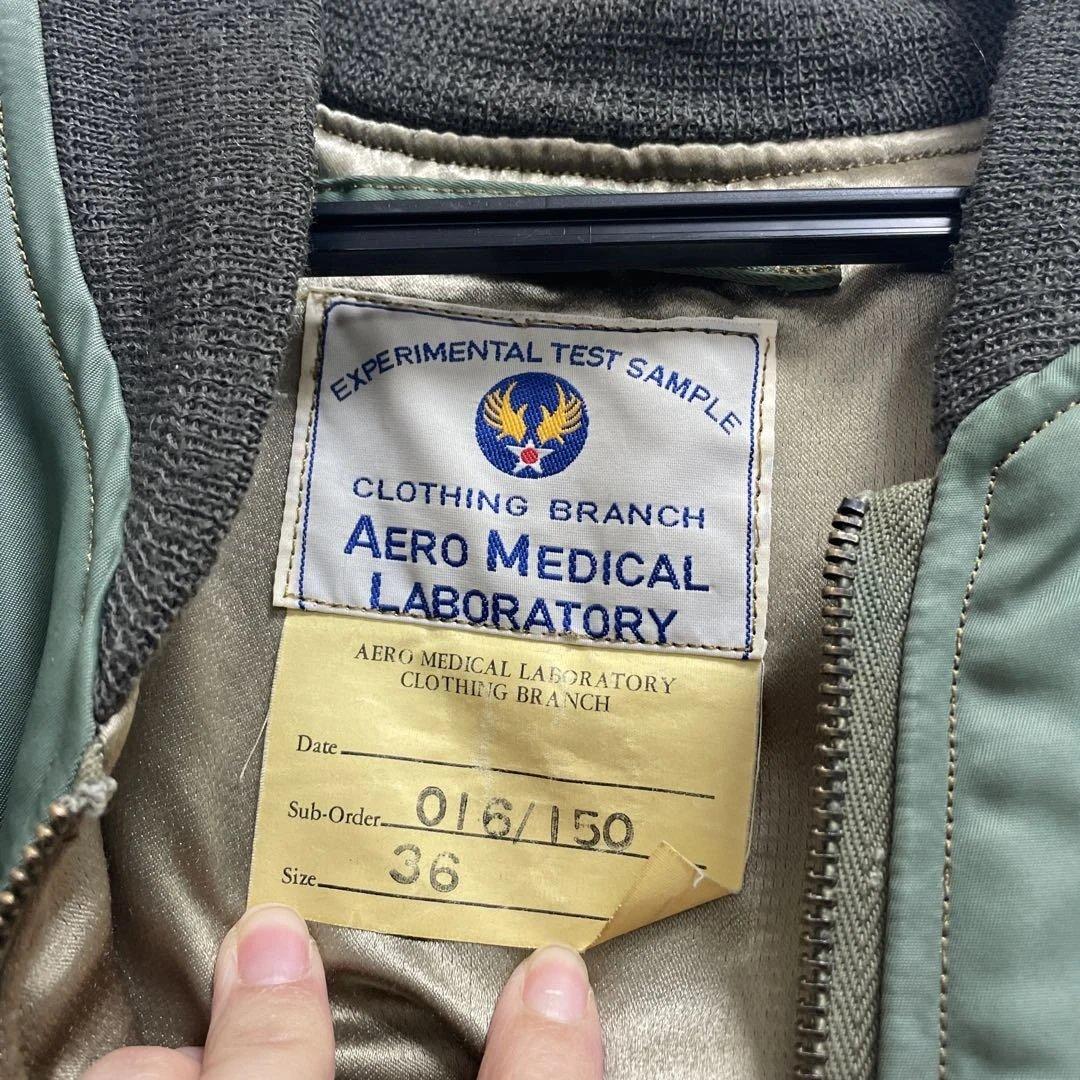 EXPERIMENTAL TEST SAMPLE
CLOTHING BRANCH
AERO MEDICAL
LABORATORY
AERO MEDICAL LABORATORY
CLOTHING BRANCH
Date
Sub-Order 016/150
Size 36